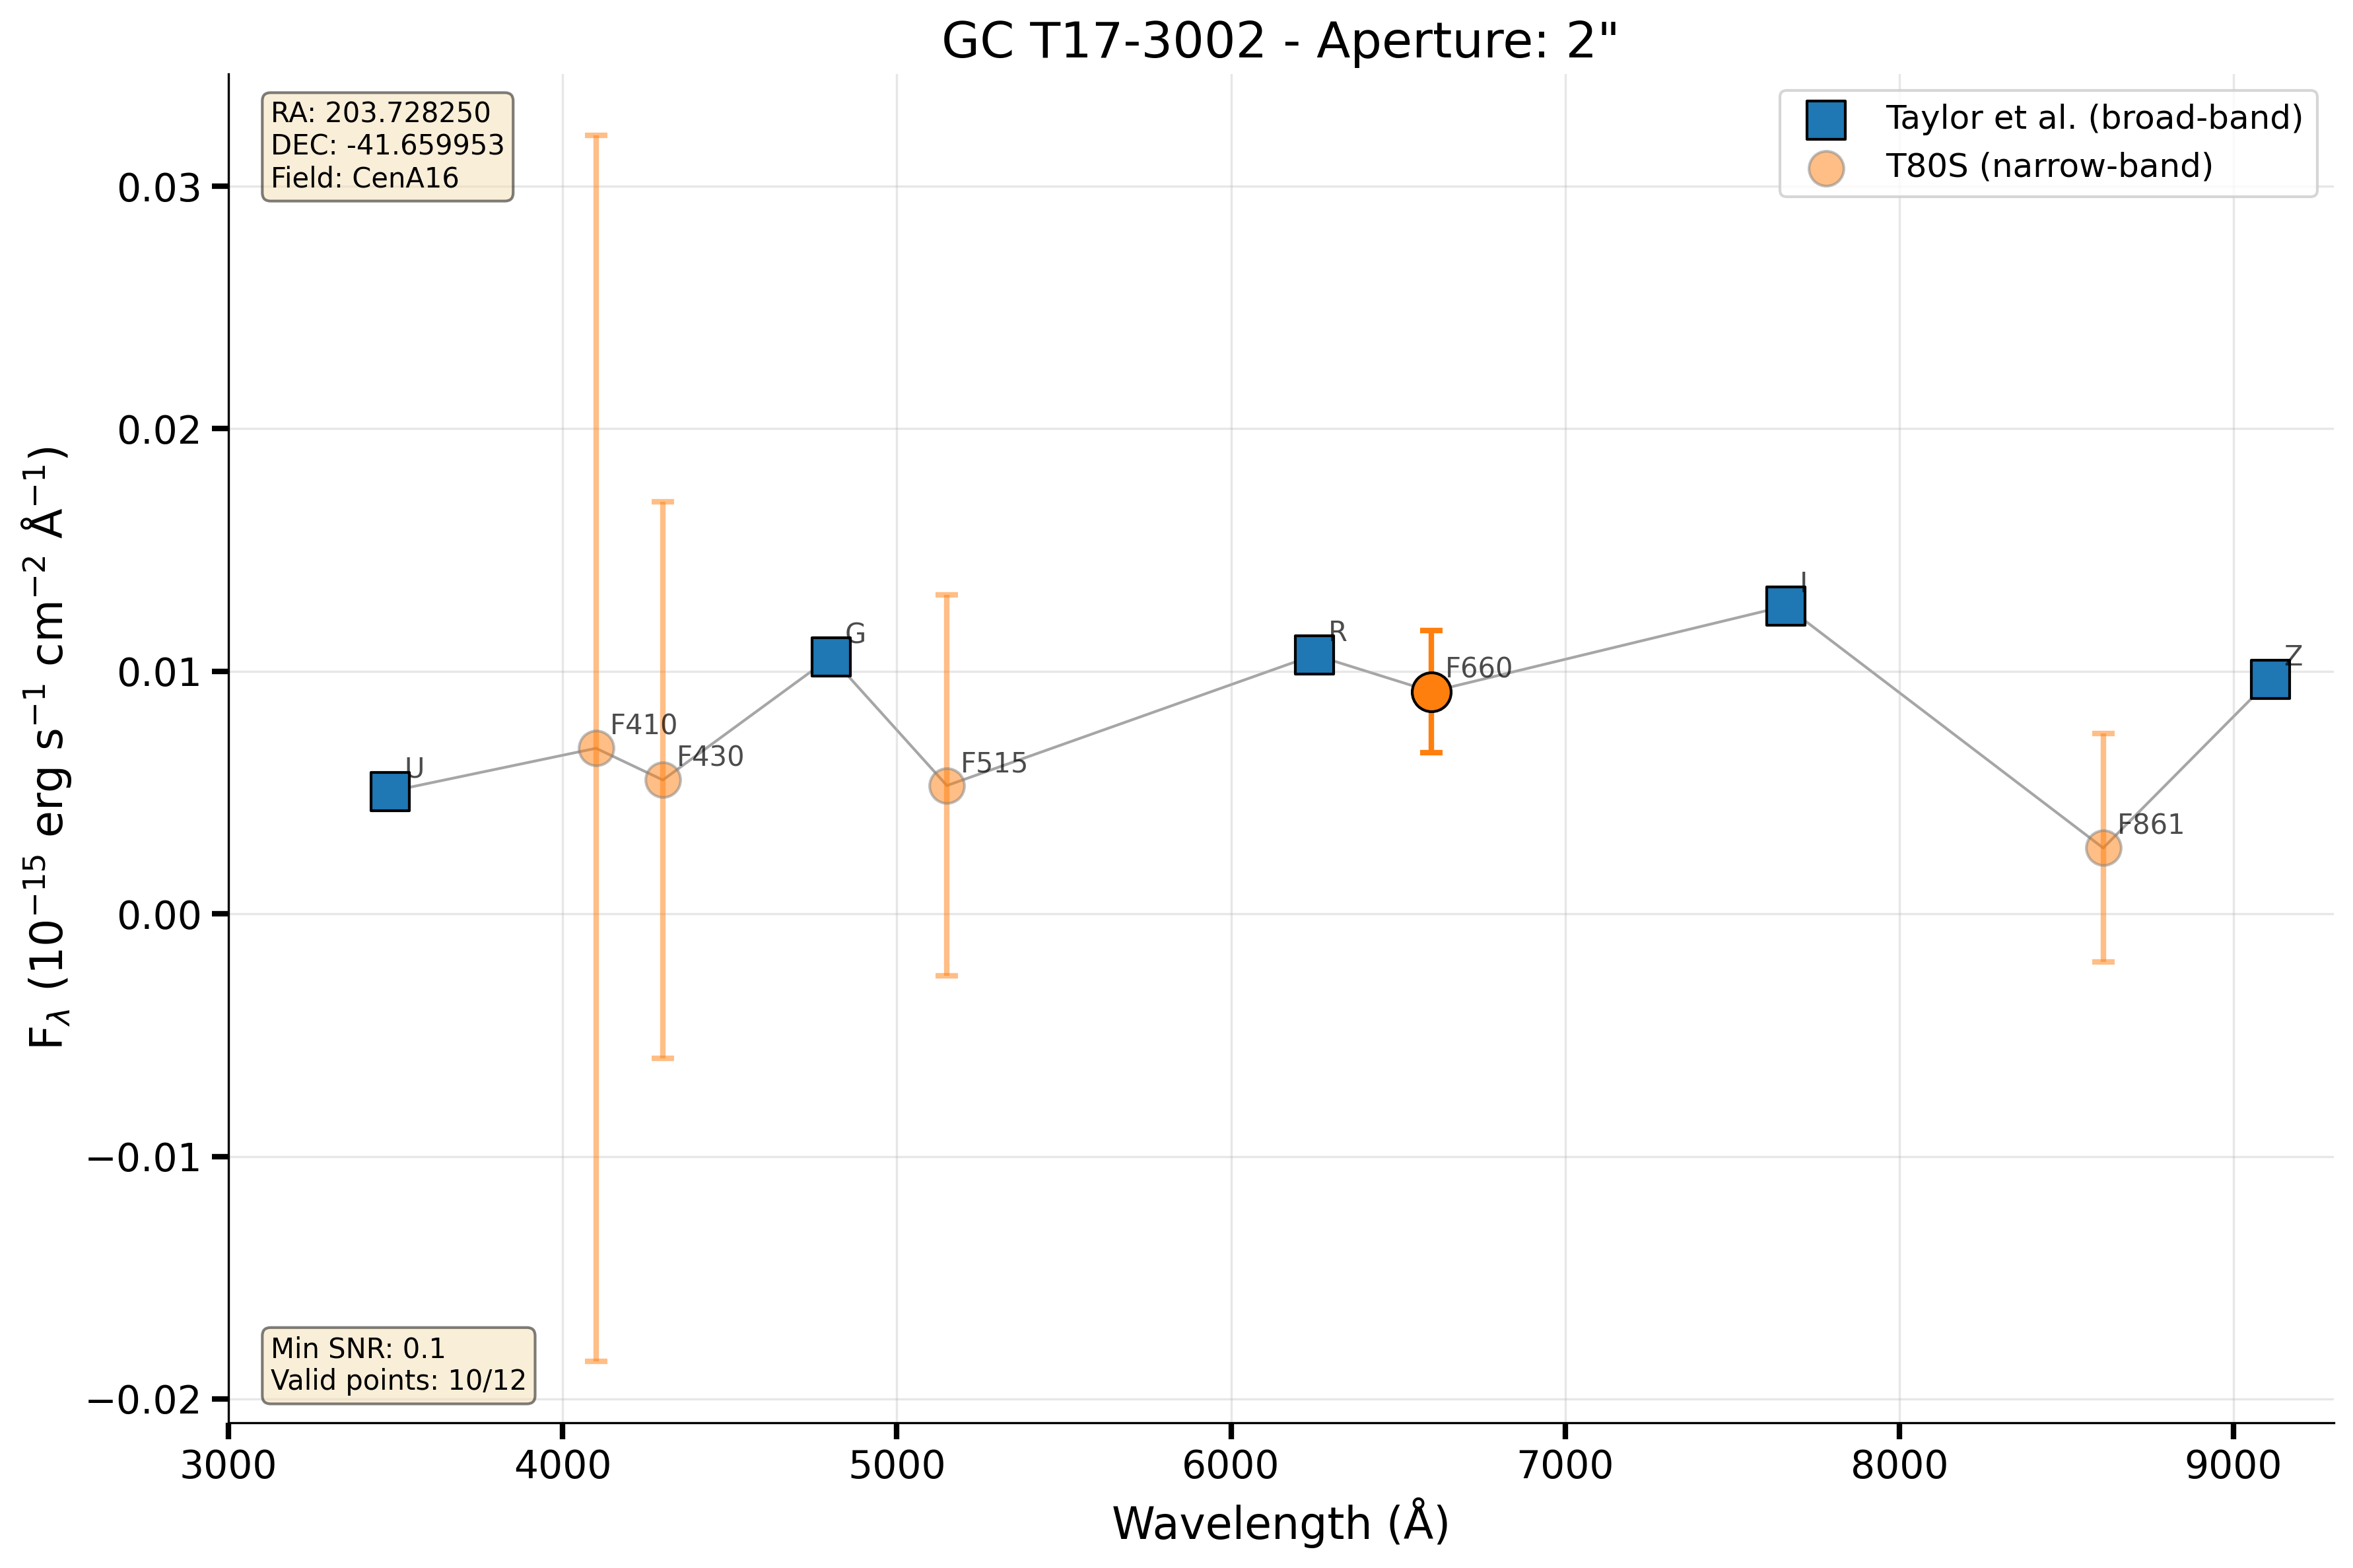 GC T17-3002 - Aperture: 2"
RA: 203.728250
DEC: -41.659953
Field: CenA16
Taylor et al. (broad-band)
T80S (narrow-band)
0.03
0.02
0.01
0.00
−0.01
−0.02
F_λ (10⁻¹⁵ erg s⁻¹ cm⁻² Å⁻¹)
U
F410
F430
G
F515
R
F660
I
F861
Z
Min SNR: 0.1
Valid points: 10/12
3000 4000 5000 6000 7000 8000 9000
Wavelength (Å)